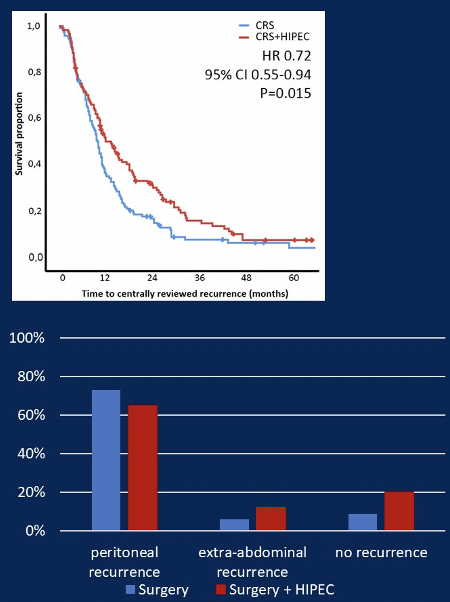 CRS
CRS+HIPEC
HR 0.72
95% CI 0.55-0.94
P=0.015
Survival proportion
1,0
0,8
0,6
0,4
0,2
0,0
0 12 24 36 48 60
Time to centrally reviewed recurrence (months)
100%
80%
60%
40%
20%
0%
peritoneal recurrence
extra-abdominal recurrence
no recurrence
Surgery
Surgery + HIPEC